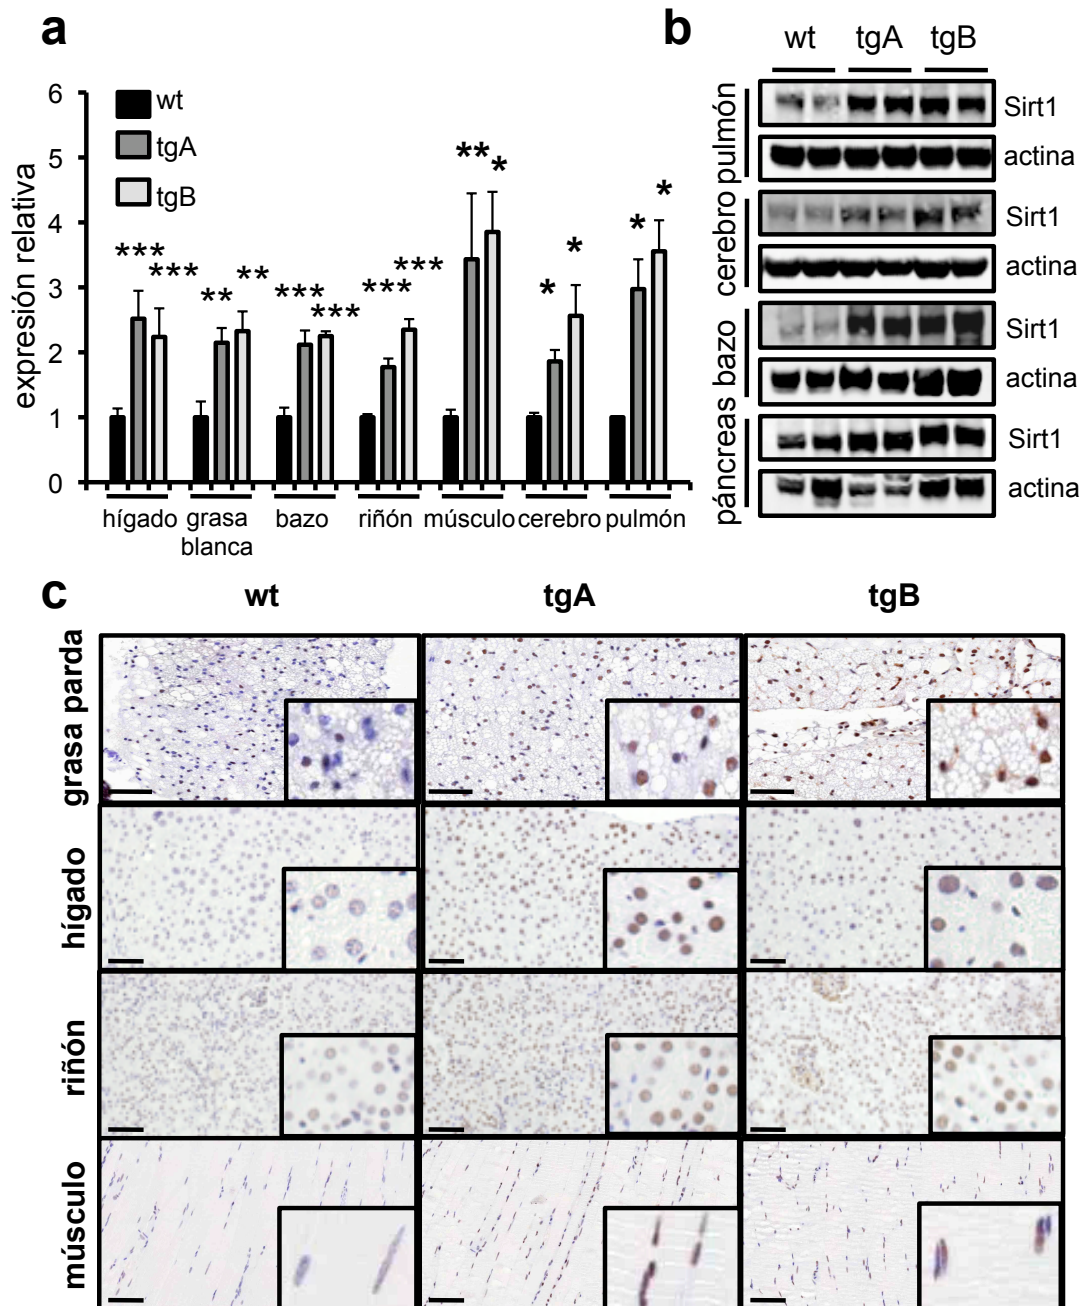 a
expresión relativa
6
5
4
3
2
1
0
wt
tgA
tgB
***
***
**
**
***
***
***
***
**
*
*
*
*
*
hígado
grasa blanca
bazo
riñón
músculo
cerebro
pulmón
b
wt tgA tgB
pulmón
Sirt1
actina
cerebro
Sirt1
actina
bazo
Sirt1
actina
páncreas
Sirt1
actina
c
wt tgA tgB
grasa parda
hígado
riñón
músculo